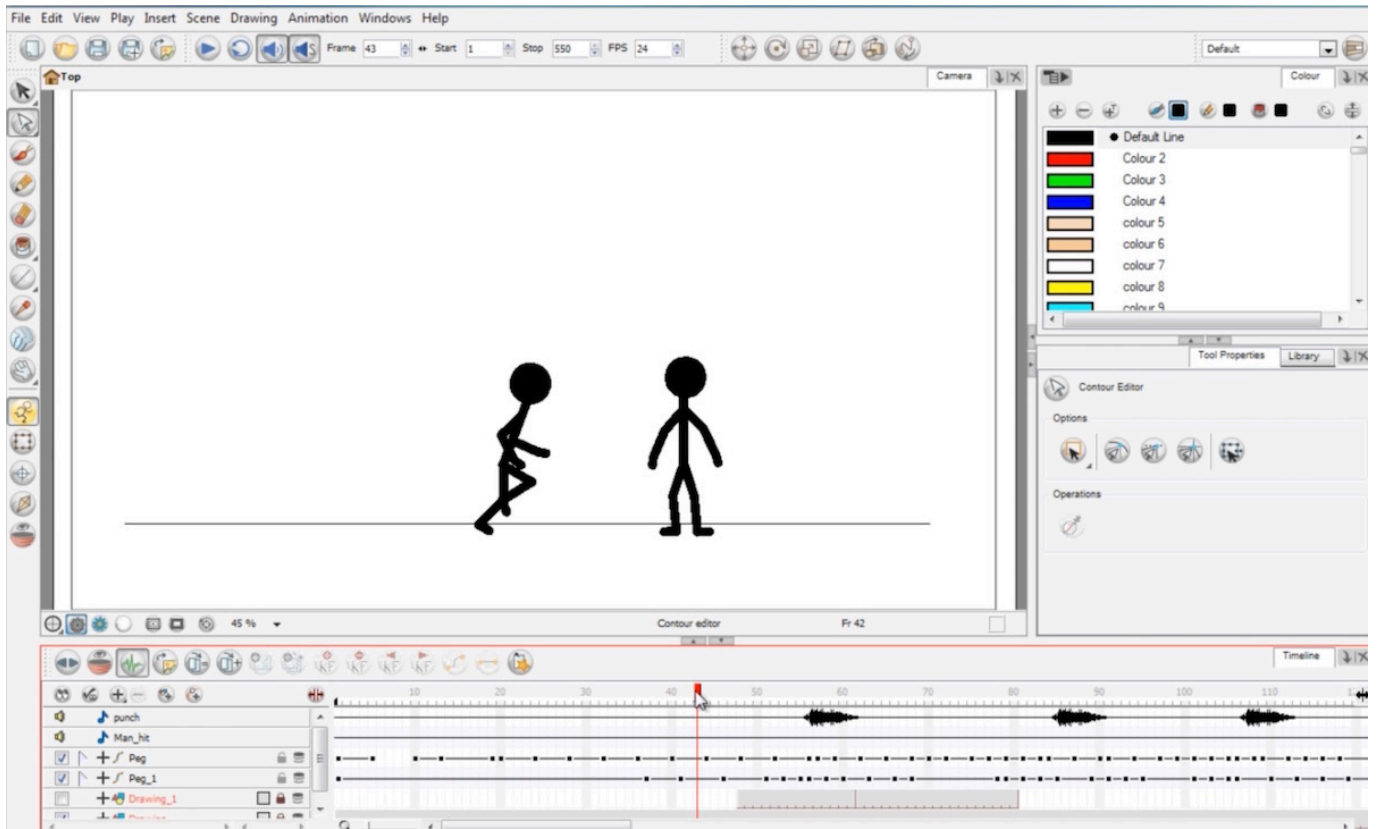 File Edit View Play Insert Scene Drawing Animation Windows Help
Frame 43 Start 1 Stop 550 FPS 24 Default
Top Camera Colour
Default Line
Colour 2
Colour 3
Colour 4
colour 5
colour 6
colour 7
colour 8
colour 9
Tool Properties Library
Contour Editor
Options
Operations
45 % Contour editor Fr 42
Timeline
10 20 30 40 50 60 70 80 90 100 110
punch
Man_hit
Peg
Peg_1
Drawing_1
Drawing